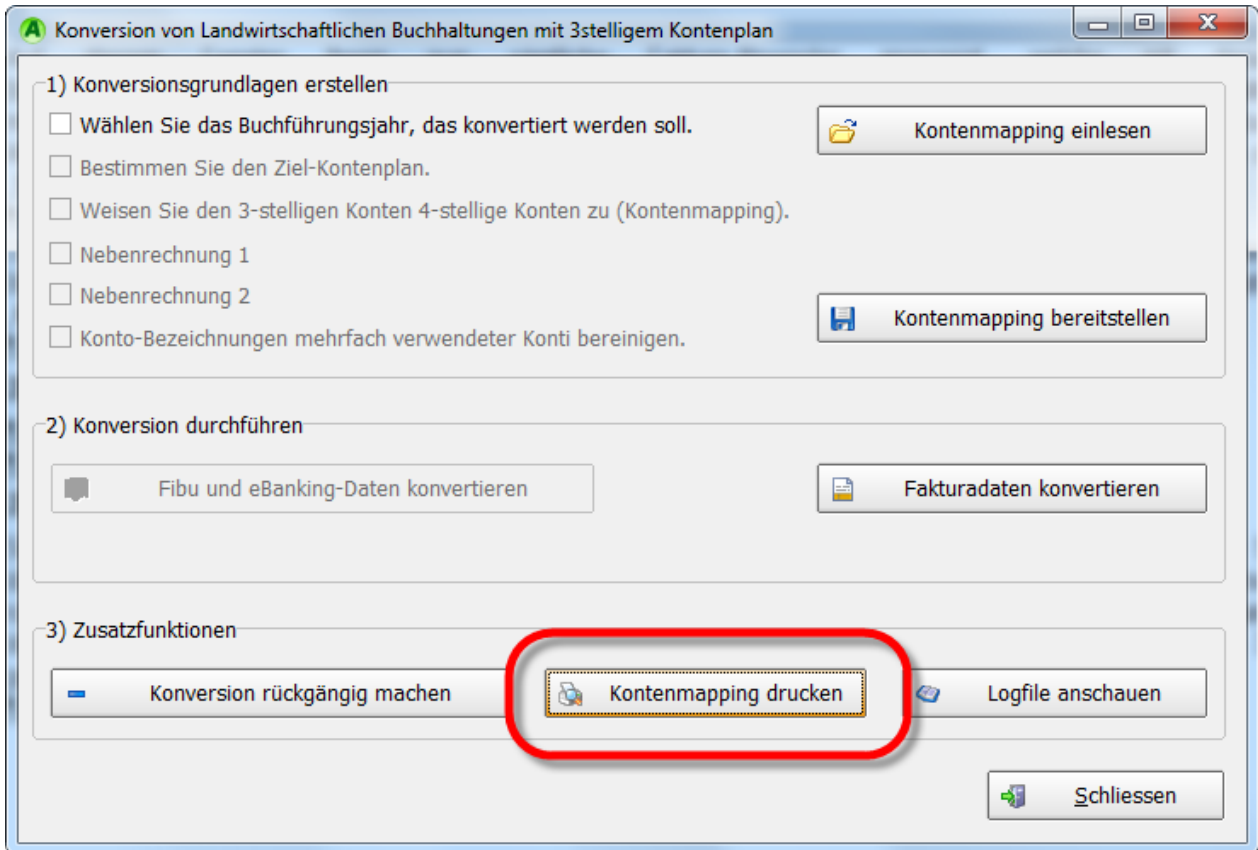 Konversion von Landwirtschaftlichen Buchhaltungen mit 3stelligem Kontenplan
1) Konversionsgrundlagen erstellen
Wählen Sie das Buchführungsjahr, das konvertiert werden soll.
Kontenmapping einlesen
Bestimmen Sie den Ziel-Kontenplan.
Weisen Sie den 3-stelligen Konten 4-stellige Konten zu (Kontenmapping).
Nebenrechnung 1
Nebenrechnung 2
Kontenmapping bereitstellen
Konto-Bezeichnungen mehrfach verwendeter Konti bereinigen.
2) Konversion durchführen
Fibu und eBanking-Daten konvertieren
Fakturadaten konvertieren
3) Zusatzfunktionen
Konversion rückgängig machen
Kontenmapping drucken
Logfile anschauen
Schliessen